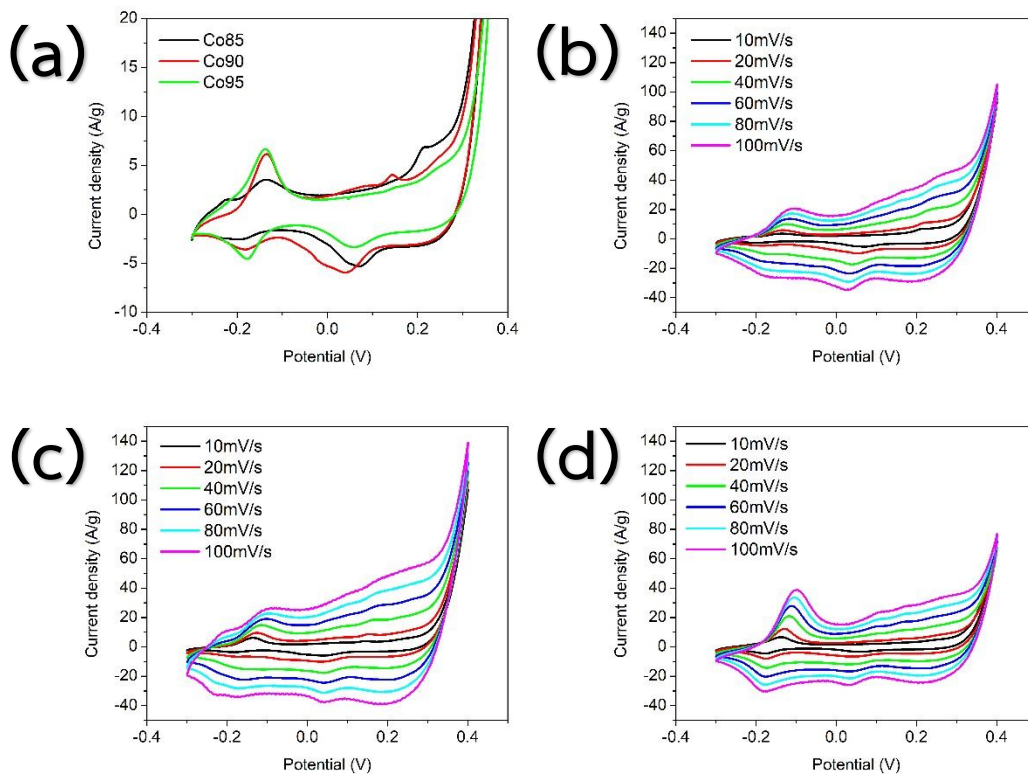 (a)
20
15
10
5
0
-5
-10
Current density (A/g)
Co85
Co90
Co95
-0.4
-0.2
0.0
0.2
0.4
Potential (V)
(b)
140
120
100
80
60
40
20
0
-20
-40
Current density (A/g)
10mV/s
20mV/s
40mV/s
60mV/s
80mV/s
100mV/s
-0.4
-0.2
0.0
0.2
0.4
Potential (V)
(c)
140
120
100
80
60
40
20
0
-20
-40
Current density (A/g)
10mV/s
20mV/s
40mV/s
60mV/s
80mV/s
100mV/s
-0.4
-0.2
0.0
0.2
0.4
Potential (V)
(d)
140
120
100
80
60
40
20
0
-20
-40
Current density (A/g)
10mV/s
20mV/s
40mV/s
60mV/s
80mV/s
100mV/s
-0.4
-0.2
0.0
0.2
0.4
Potential (V)